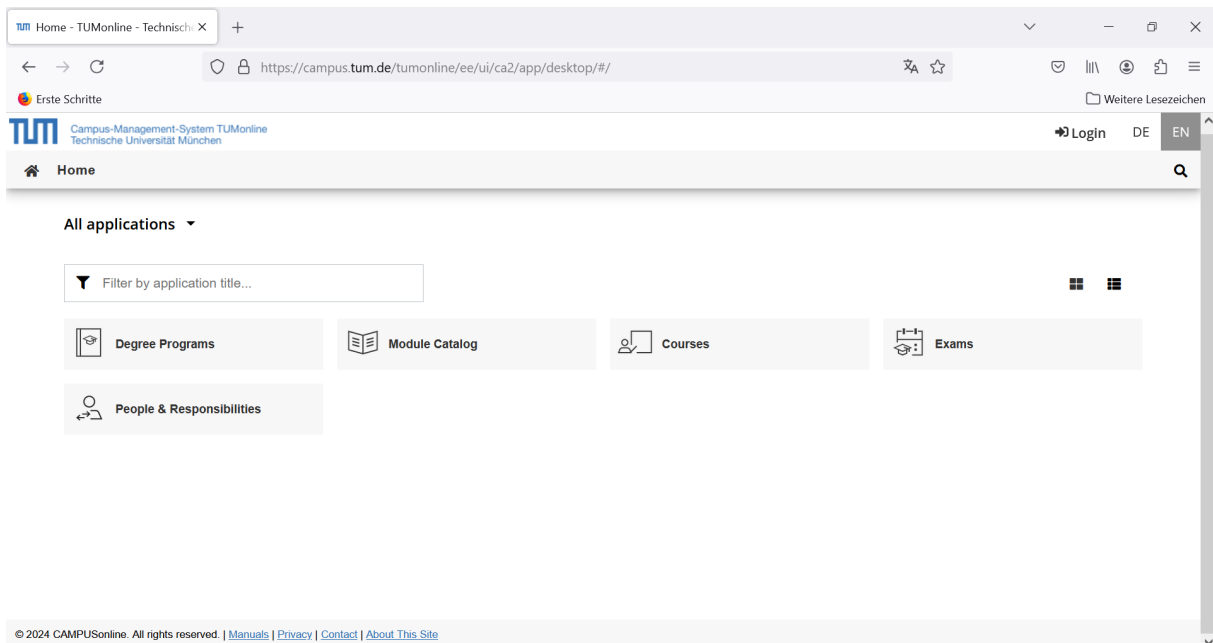 TUM Home - TUMonline - Technisch
https://campus.tum.de/tumonline/ee/ui/ca2/app/desktop/#/
Erste Schritte
Weitere Lesezeichen
TUM
Campus-Management-System TUMonline
Technische Universität München
Login DE EN
Home
All applications
Filter by application title...
Degree Programs
Module Catalog
Courses
Exams
People & Responsibilities
© 2024 CAMPUSonline. All rights reserved. | Manuals | Privacy | Contact | About This Site